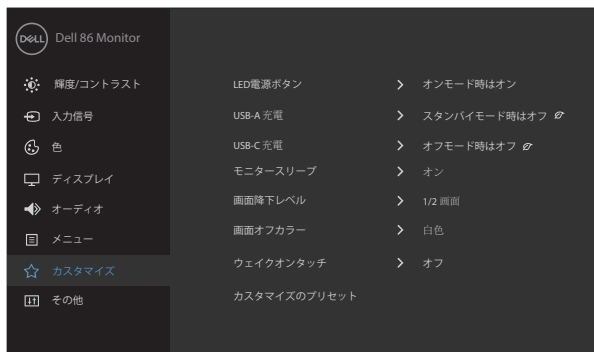 DELL Dell 86 Monitor
輝度/コントラスト
入力信号
色
ディスプレイ
オーディオ
メニュー
カスタマイズ
その他
LED電源ボタン > オンモード時はオン
USB-A 充電 > スタンバイモード時はオフ
USB-C 充電 > オフモード時はオフ
モニタースリープ > オン
画面降下レベル > 1/2 画面
画面オフカラー > 白色
ウェイクオンタッチ > オフ
カスタマイズのプリセット